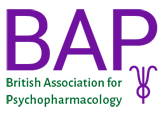 BAP
British Association for
Psychopharmacology